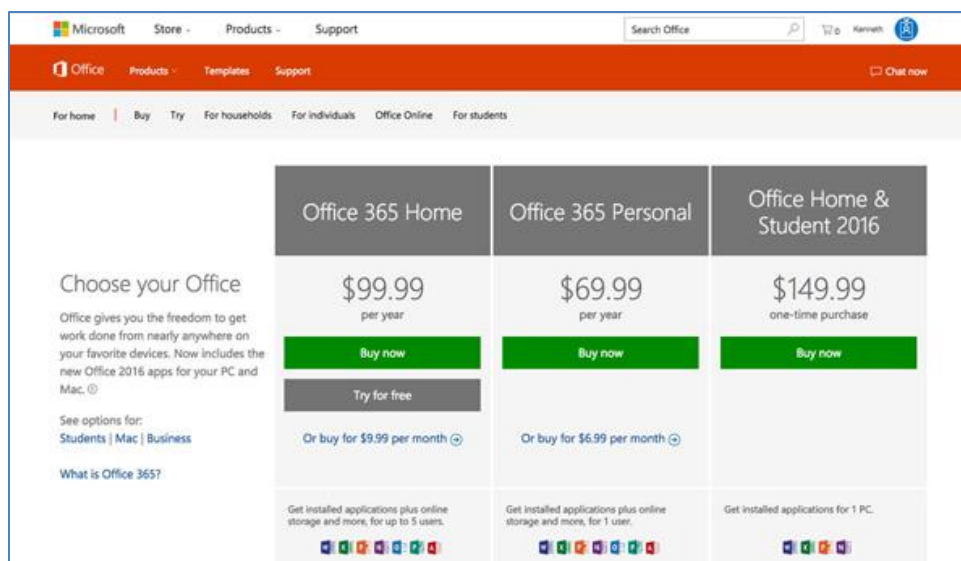 Microsoft Store Products Support Search Office 0 Kenneth
Office Products Templates Support Chat now
For home | Buy Try For households For individuals Office Online For students
Office 365 Home
Office 365 Personal
Office Home &
Student 2016
Choose your Office
Office gives you the freedom to get
work done from nearly anywhere on
your favorite devices. Now includes the
new Office 2016 apps for your PC and
Mac.
See options for:
Students | Mac | Business
What is Office 365?
$99.99
per year
Buy now
Try for free
Or buy for $9.99 per month
Get installed applications plus online
storage and more, for up to 5 users.
$69.99
per year
Buy now
Or buy for $6.99 per month
Get installed applications plus online
storage and more, for 1 user.
$149.99
one-time purchase
Buy now
Get installed applications for 1 PC.